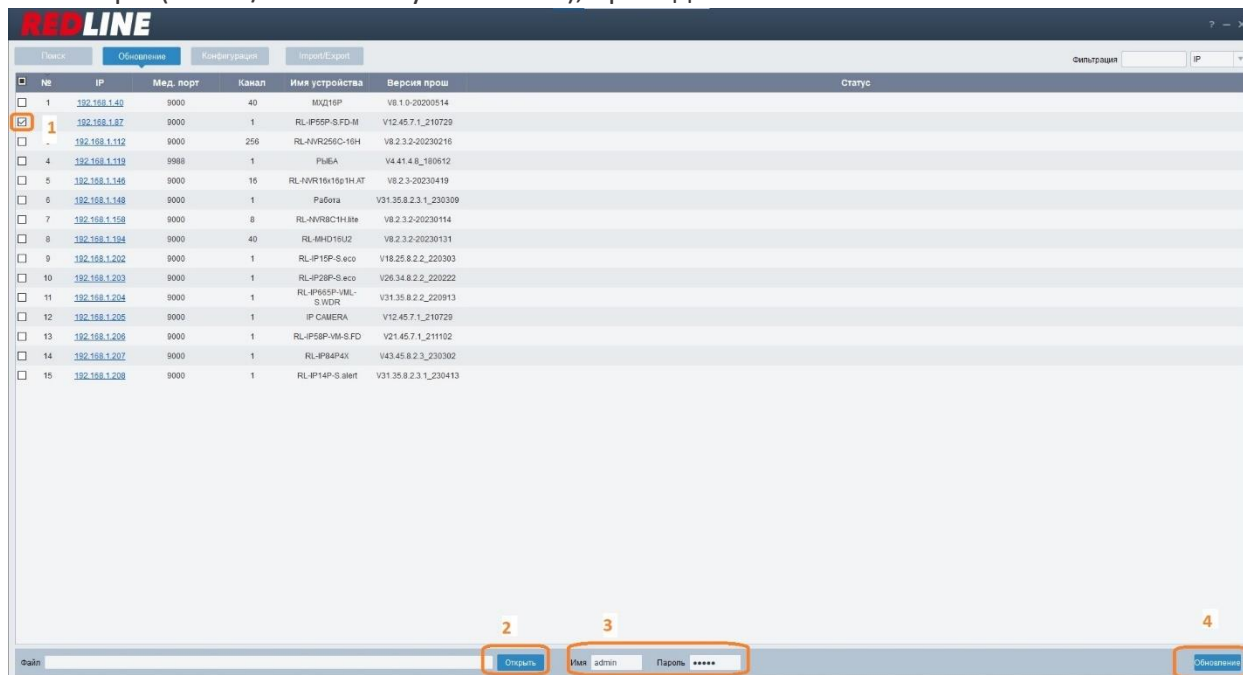 REDLINE
? — X
Поиск Обновление Конфигурация Import/Export Фильтрация IP
№ IP Мед. порт Канал Имя устройства Версия прош Статус
1 192.168.1.40 9000 40 МХД16Р V8.1.0-20200514
1 192.168.1.87 9000 1 RL-IP55P-S.FD-M V12.45.7.1_210729
192.168.1.112 9000 256 RL-NVR256C-16H V8.2.3.2-20230216
4 192.168.1.119 9988 1 РЫБА V4.41.4.8_180612
5 192.168.1.146 9000 16 RL-NVR16x16p1H.AT V8.2.3-20230419
6 192.168.1.148 9000 1 Работа V31.35.8.2.3.1_230309
7 192.168.1.158 9000 8 RL-NVR8C1H.lite V8.2.3.2-20230114
8 192.168.1.194 9000 40 RL-MHD16U2 V8.2.3.2-20230131
9 192.168.1.202 9000 1 RL-IP15P-S.eco V18.25.8.2.2_220303
10 192.168.1.203 9000 1 RL-IP28P-S.eco V26.34.8.2.2_220222
11 192.168.1.204 9000 1 RL-IP665P-VML-S.WDR V31.35.8.2.2_220913
12 192.168.1.205 9000 1 IP CAMERA V12.45.7.1_210729
13 192.168.1.206 9000 1 RL-IP58P-VM-S.FD V21.45.7.1_211102
14 192.168.1.207 9000 1 RL-IP84P4X V43.45.8.2.3_230302
15 192.168.1.208 9000 1 RL-IP14P-S.alert V31.35.8.2.3.1_230413
2 3 4
Файл Открыть Имя admin Пароль ••••• Обновление